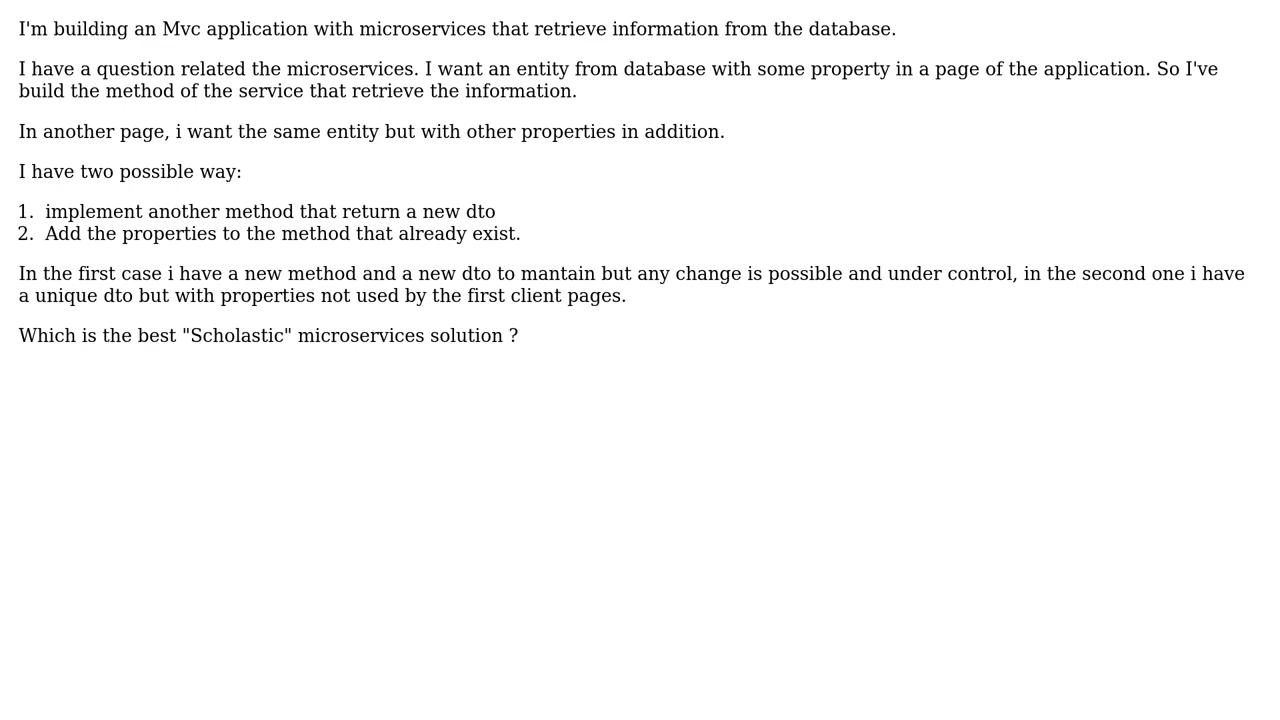 I'm building an Mvc application with microservices that retrieve information from the database.
I have a question related the microservices. I want an entity from database with some property in a page of the application. So I've
build the method of the service that retrieve the information.
In another page, i want the same entity but with other properties in addition.
I have two possible way:
1. implement another method that return a new dto
2. Add the properties to the method that already exist.
In the first case i have a new method and a new dto to mantain but any change is possible and under control, in the second one i have
a unique dto but with properties not used by the first client pages.
Which is the best "Scholastic" microservices solution ?